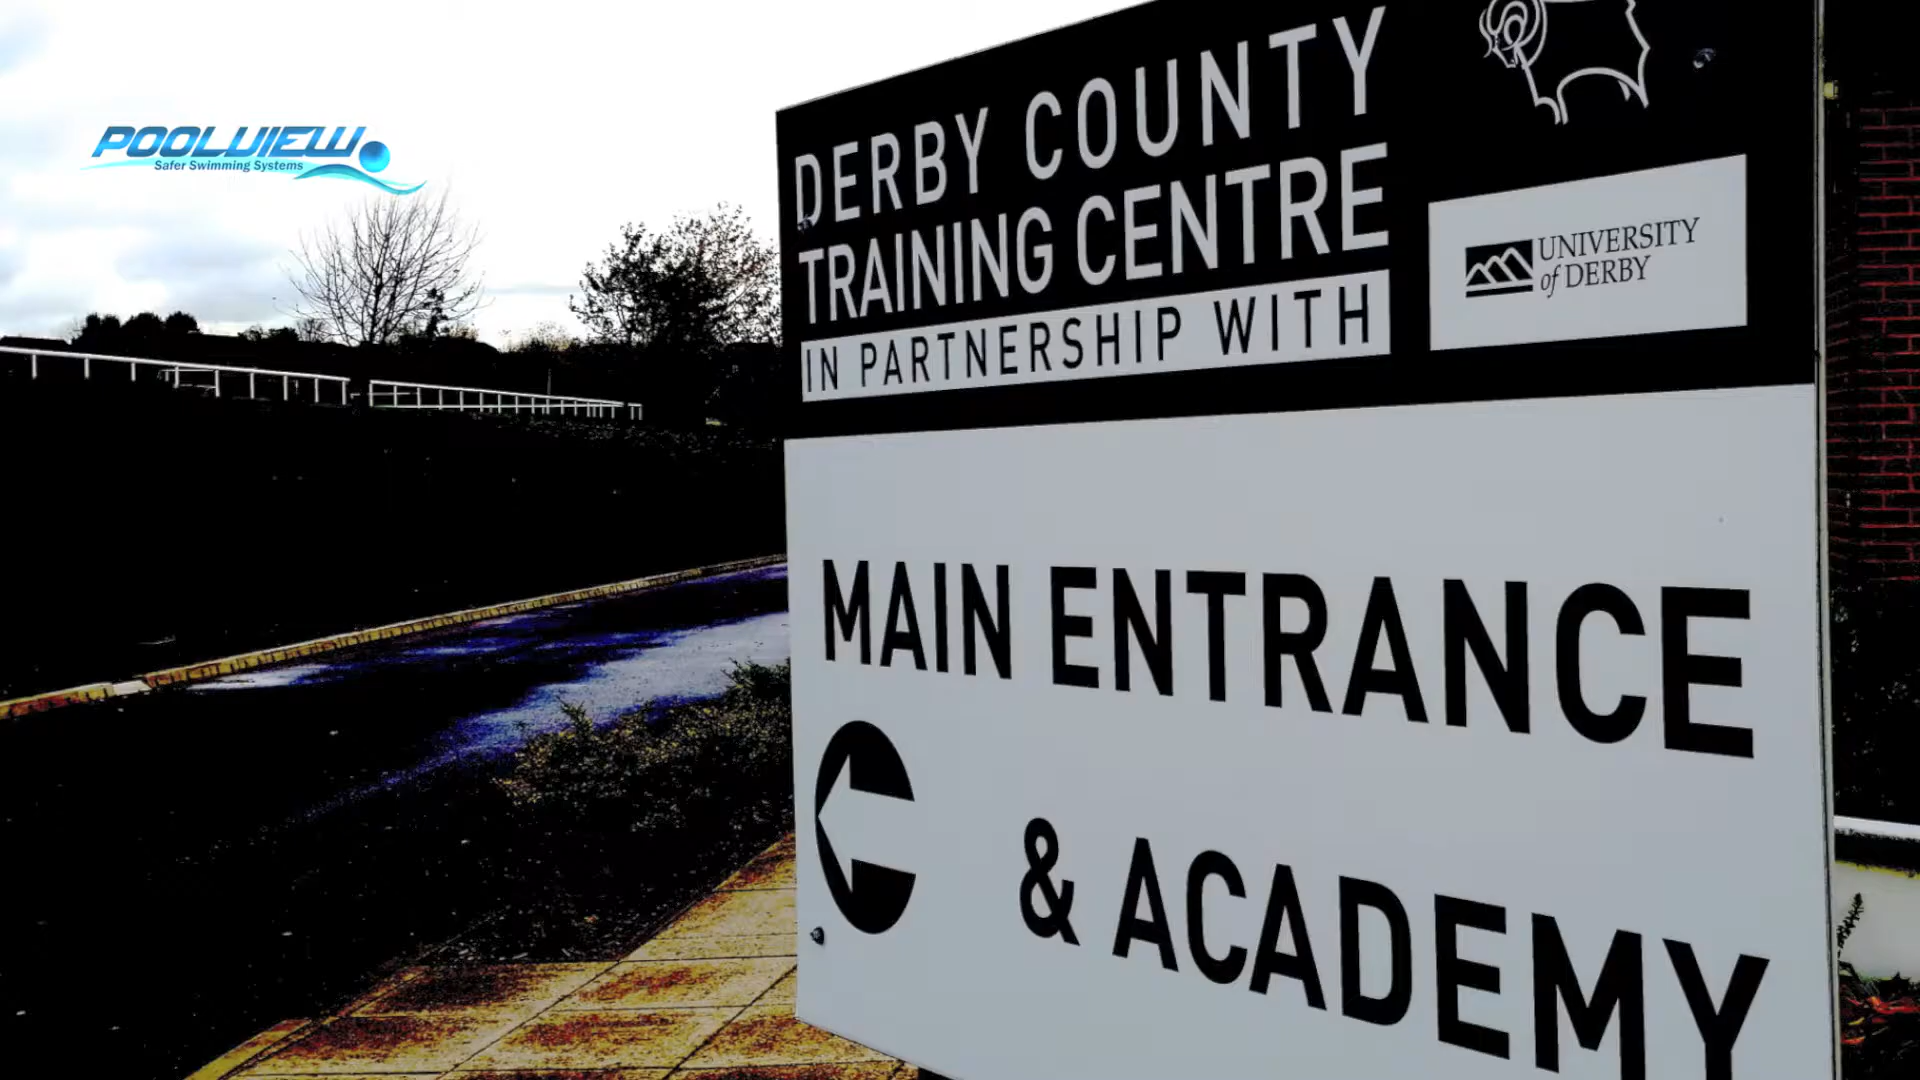 POOLVIEW
Safer Swimming Systems
DERBY COUNTY
TRAINING CENTRE
IN PARTNERSHIP WITH
UNIVERSITY
of DERBY
MAIN ENTRANCE
& ACADEMY